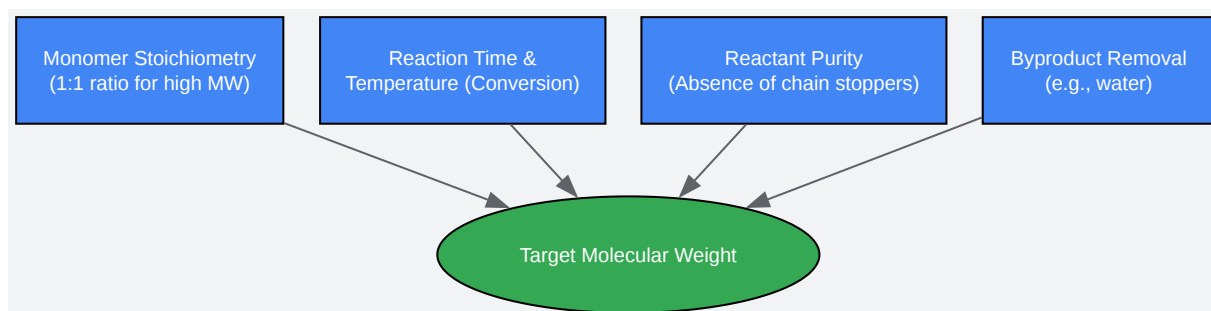 Monomer Stoichiometry
(1:1 ratio for high MW)
Reaction Time &
Temperature (Conversion)
Reactant Purity
(Absence of chain stoppers)
Byproduct Removal
(e.g., water)
Target Molecular Weight